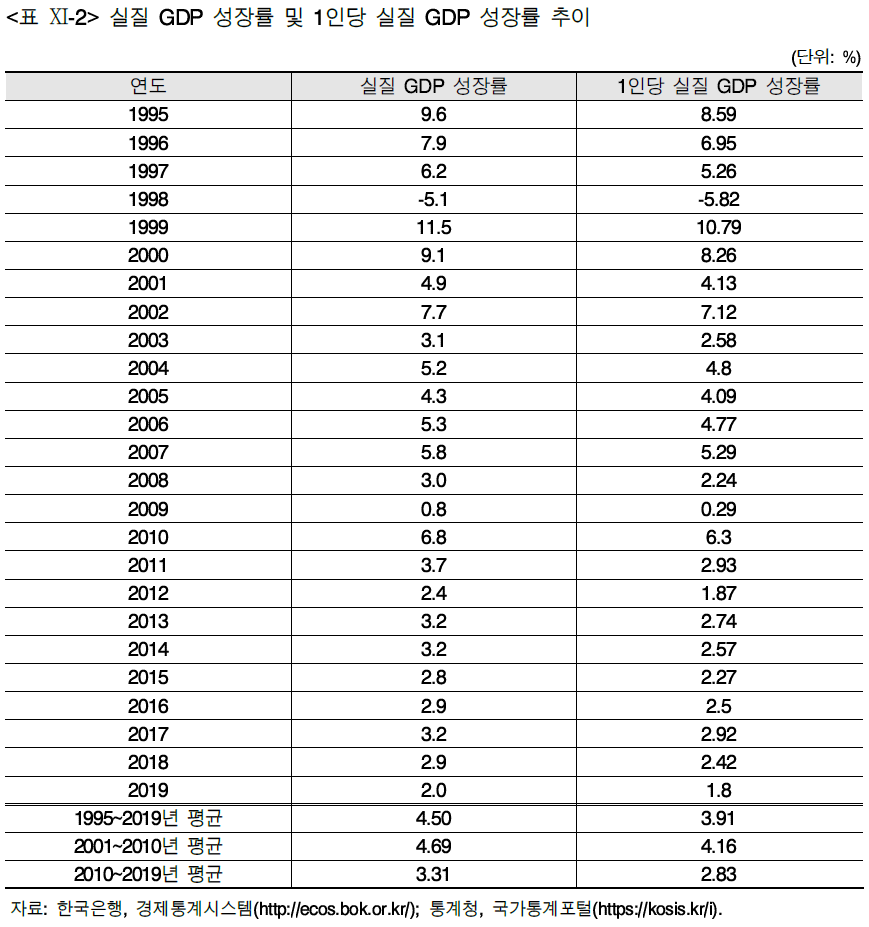 <표 XI-2> 실질 GDP 성장률 및 1인당 실질 GDP 성장률 추이
(단위: %)
연도 실질 GDP 성장률 1인당 실질 GDP 성장률
1995 9.6 8.59
1996 7.9 6.95
1997 6.2 5.26
1998 -5.1 -5.82
1999 11.5 10.79
2000 9.1 8.26
2001 4.9 4.13
2002 7.7 7.12
2003 3.1 2.58
2004 5.2 4.8
2005 4.3 4.09
2006 5.3 4.77
2007 5.8 5.29
2008 3.0 2.24
2009 0.8 0.29
2010 6.8 6.3
2011 3.7 2.93
2012 2.4 1.87
2013 3.2 2.74
2014 3.2 2.57
2015 2.8 2.27
2016 2.9 2.5
2017 3.2 2.92
2018 2.9 2.42
2019 2.0 1.8
1995~2019년 평균 4.50 3.91
2001~2010년 평균 4.69 4.16
2010~2019년 평균 3.31 2.83
자료: 한국은행, 경제통계시스템(http://ecos.bok.or.kr/); 통계청, 국가통계포털(https://kosis.kr/i).